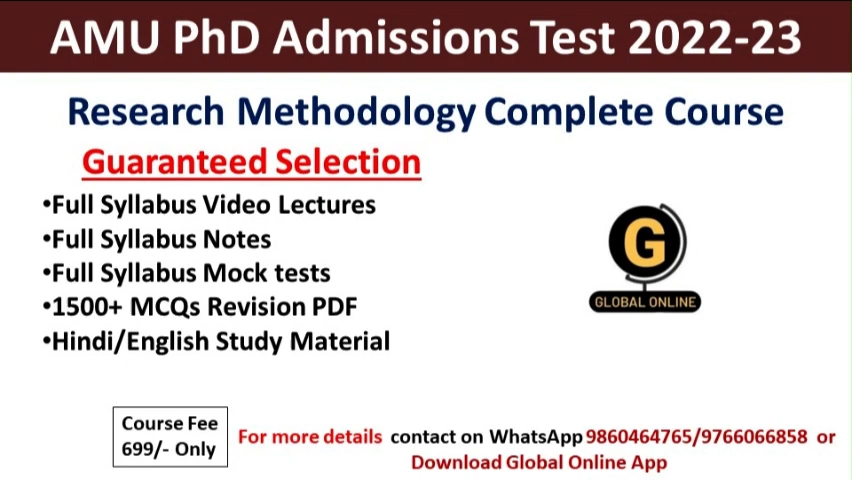 AMU PhD Admissions Test 2022-23
Research Methodology Complete Course
Guaranteed Selection
•Full Syllabus Video Lectures
•Full Syllabus Notes
•Full Syllabus Mock tests
•1500+ MCQs Revision PDF
•Hindi/English Study Material
G
GLOBAL ONLINE
Course Fee
699/- Only
For more details contact on WhatsApp 9860464765/9766066858 or
Download Global Online App